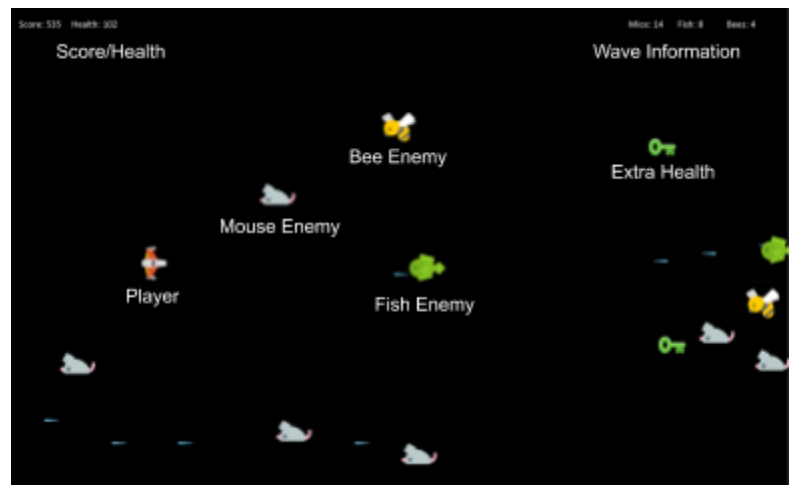 Score: 535 Health: 102
Mice: 14 Fish: 8 Bees: 4
Score/Health
Wave Information
Bee Enemy
Extra Health
Mouse Enemy
Player
Fish Enemy